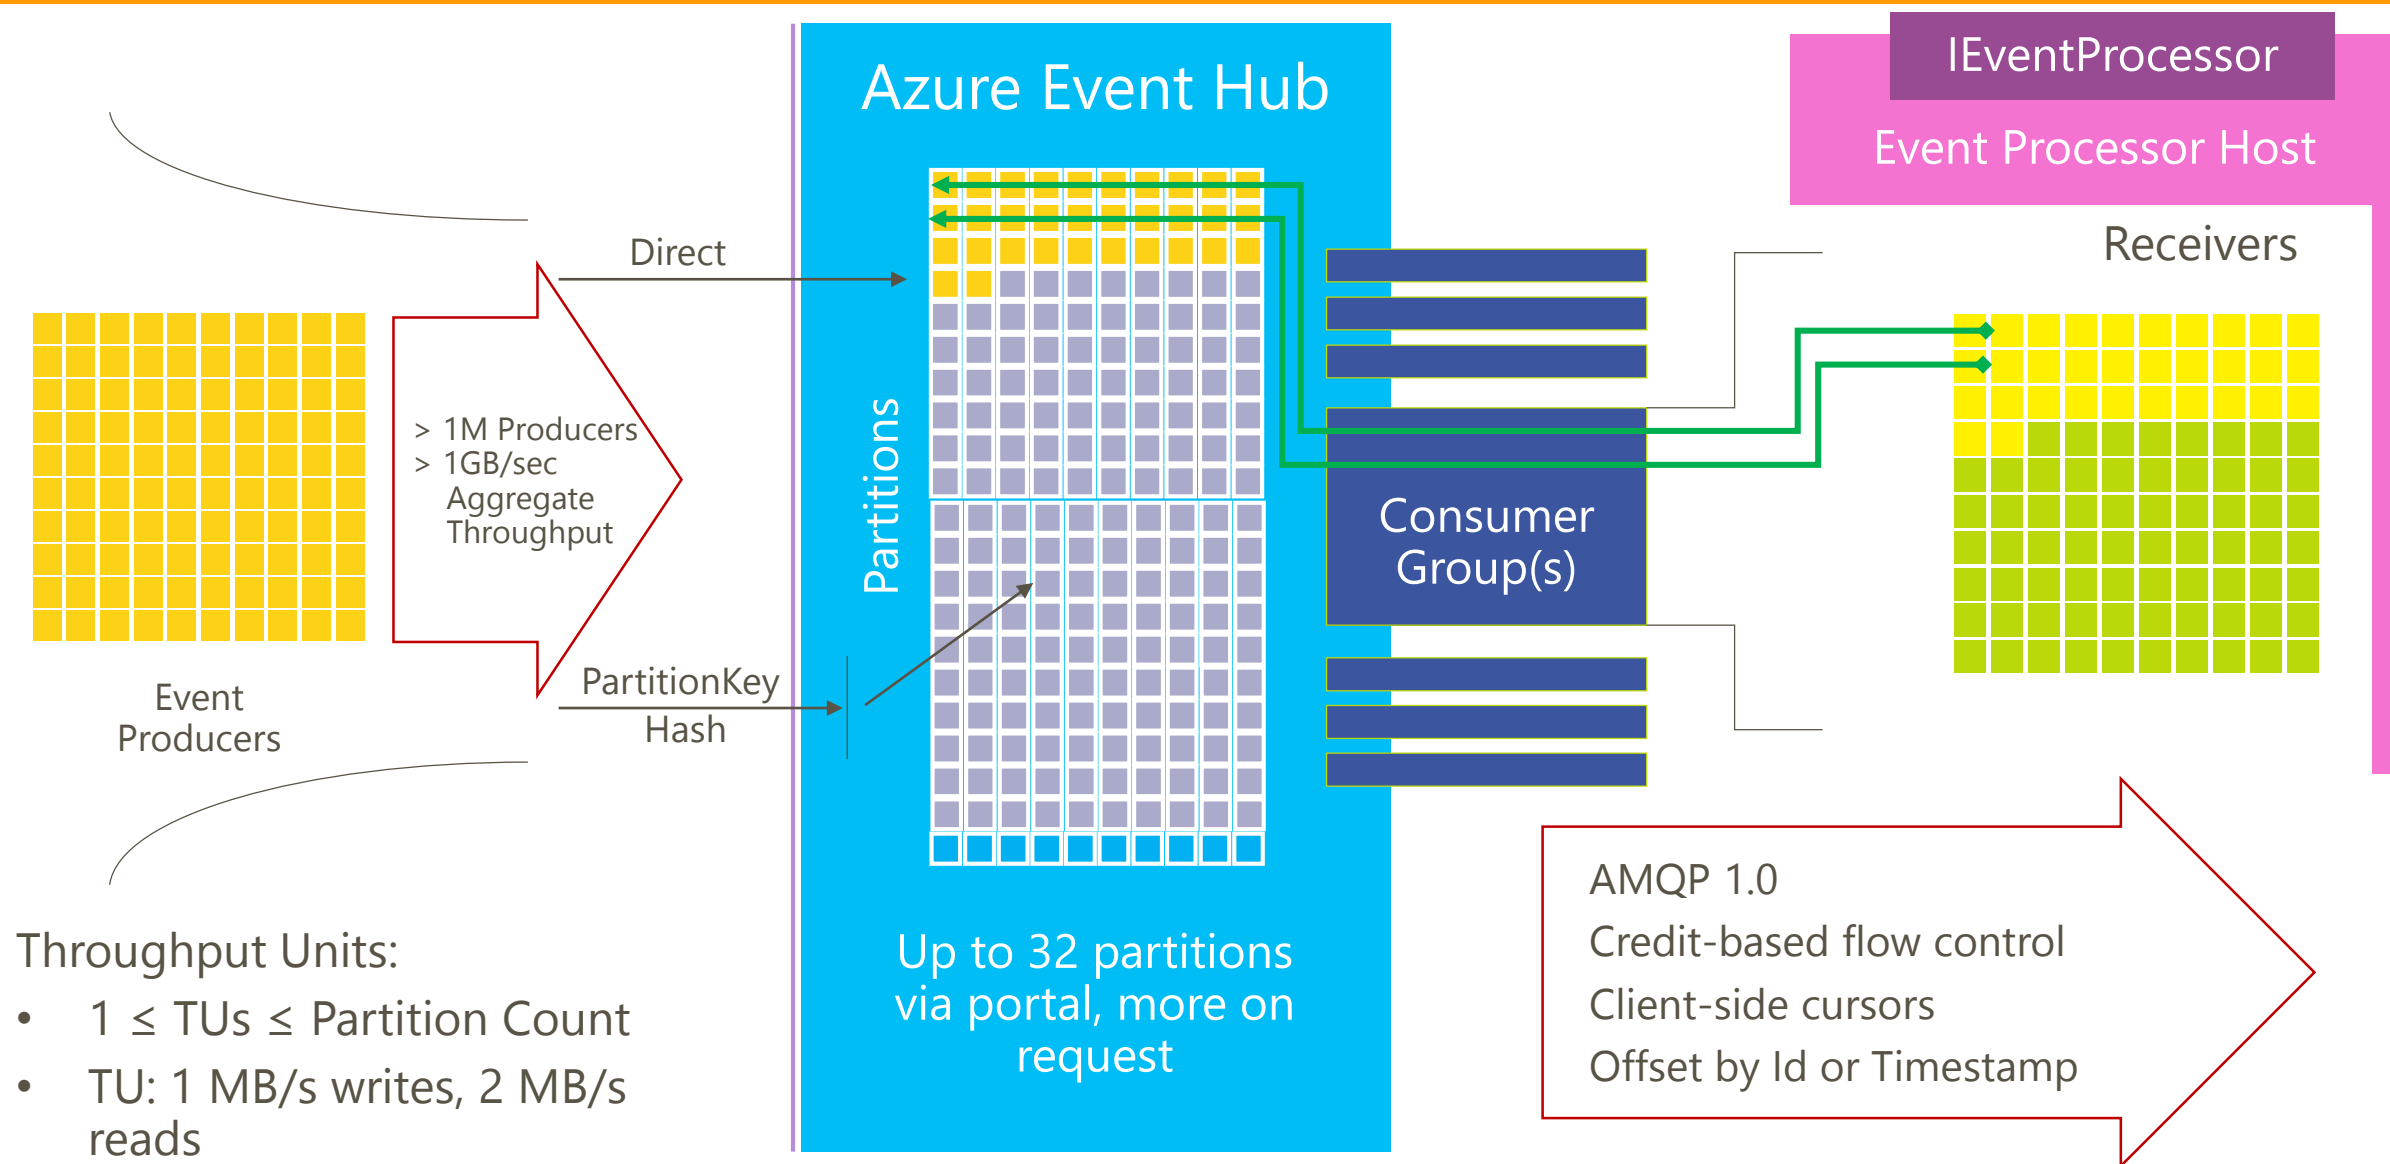 Azure Event Hub
IEventProcessor
Event Processor Host
Receivers
Direct
> 1M Producers
> 1GB/sec
Aggregate
Throughput
Partitions
Consumer
Group(s)
PartitionKey
Hash
Event
Producers
Throughput Units:
• 1 ≤ TUs ≤ Partition Count
• TU: 1 MB/s writes, 2 MB/s
reads
Up to 32 partitions
via portal, more on
request
AMQP 1.0
Credit-based flow control
Client-side cursors
Offset by Id or Timestamp